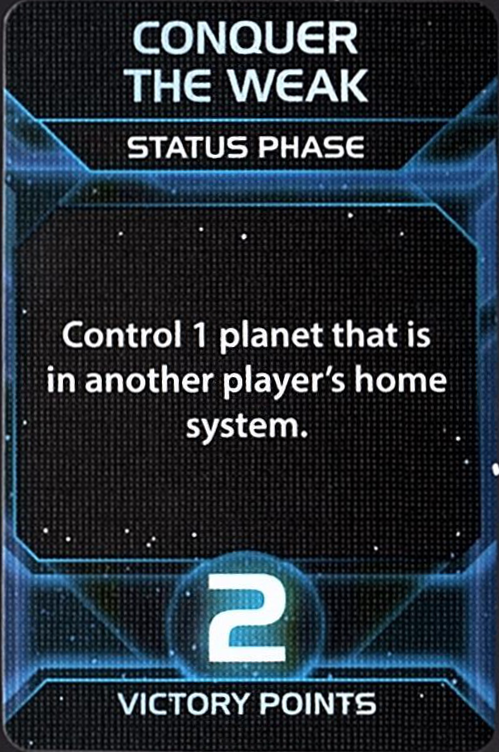 CONQUER
THE WEAK
STATUS PHASE
Control 1 planet that is
in another player's home
system.
2
VICTORY POINTS